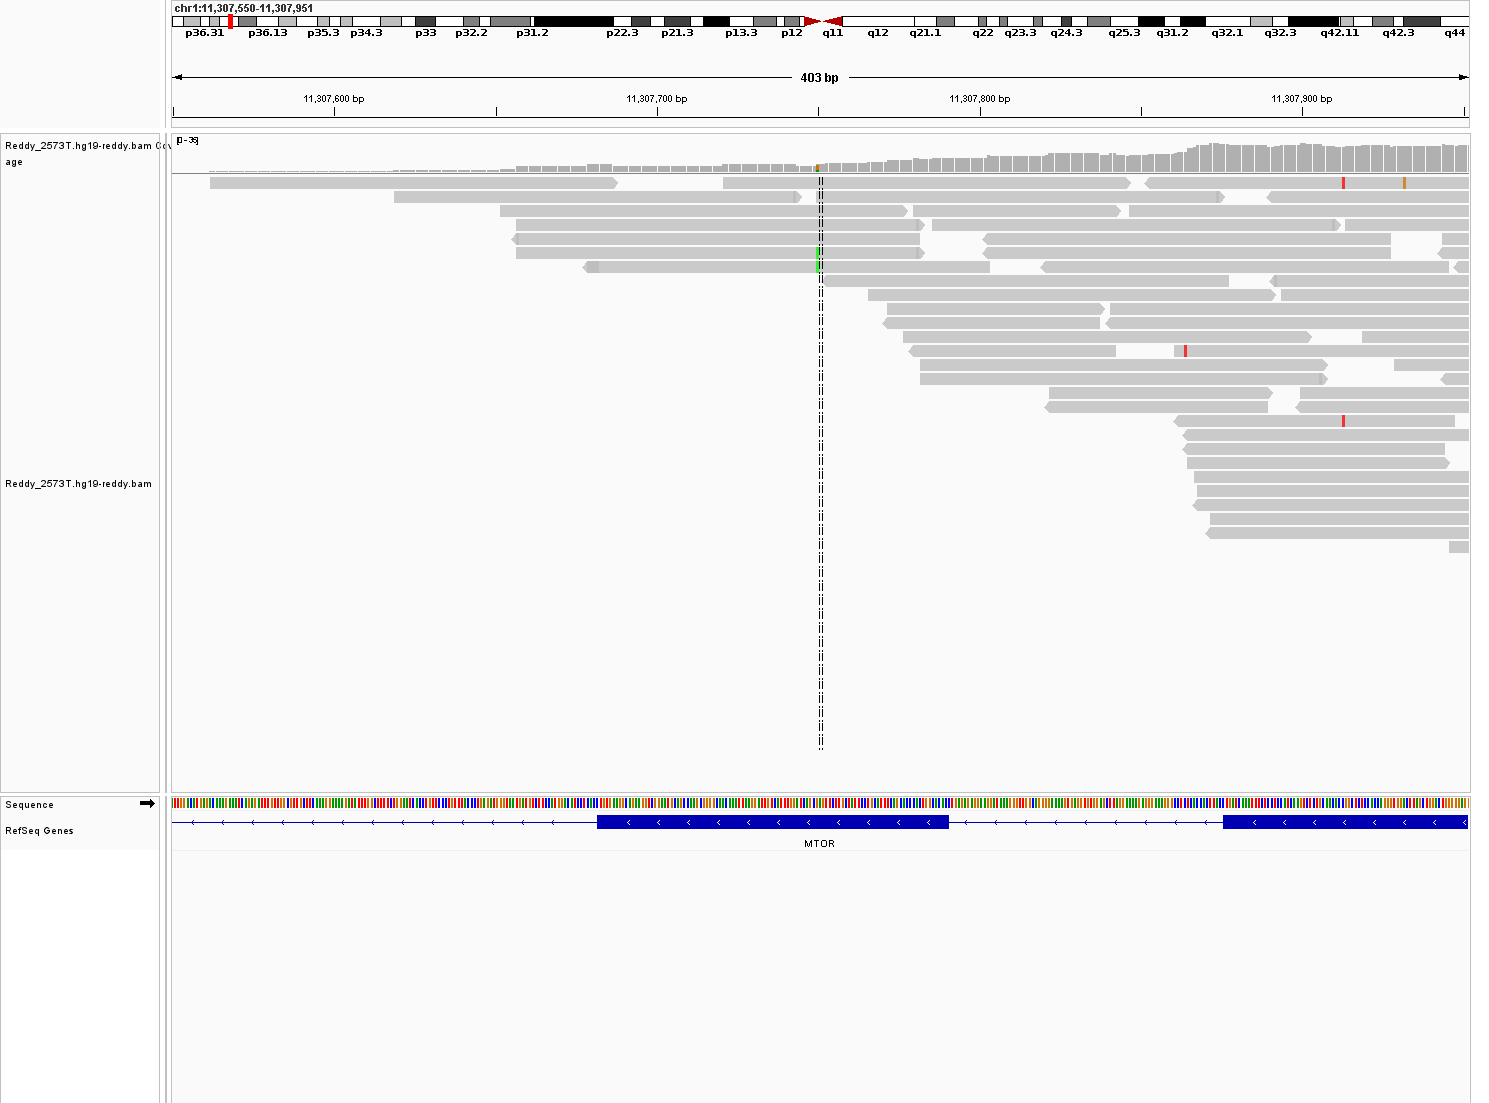 chr1:11,307,550-11,307,951
p36.31 p36.13 p35.3 p34.3 p33 p32.2 p31.2 p22.3 p21.3 p13.3 p12 q11 q12 q21.1 q22 q23.3 q24.3 q25.3 q31.2 q32.1 q32.3 q42.11 q42.3 q44
403 bp
11,307,600 bp 11,307,700 bp 11,307,800 bp 11,307,900 bp
[0-36]
Reddy_2573T.hg19-reddy.bam Cov
age
Reddy_2573T.hg19-reddy.bam
Sequence
RefSeq Genes
MTOR